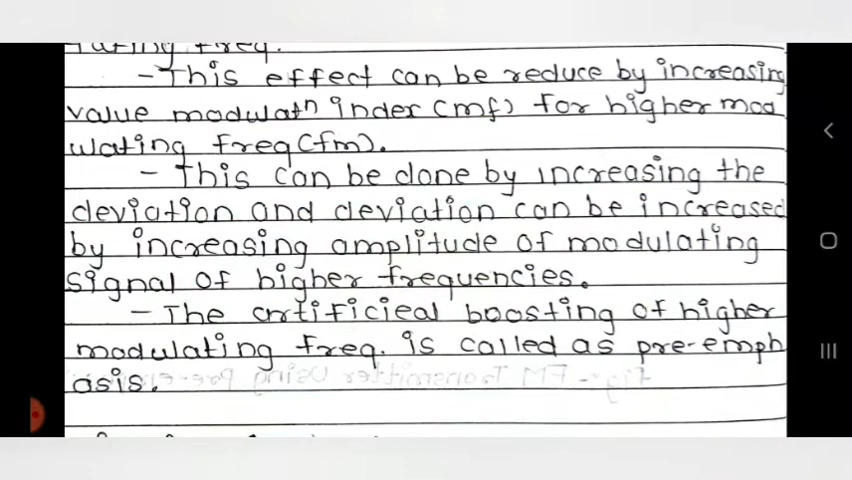 - This effect can be reduce by increasing
value modulatⁿ index (mf) for higher mod
ulating freq (fm).
- This can be done by increasing the
deviation and deviation can be increased
by increasing amplitude of modulating
signal of higher frequencies.
- The artificieal boosting of higher
modulating freq. is called as pre-emph
asis.